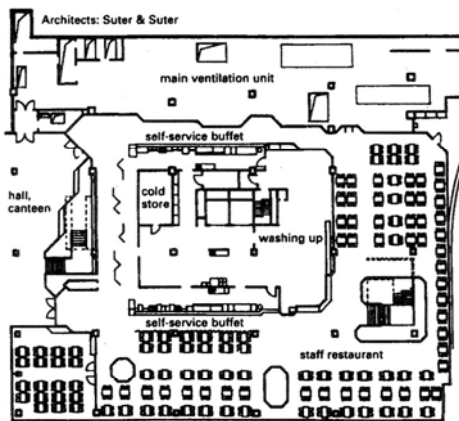 Architects: Suter & Suter
main ventilation unit
self-service buffet
hall,
canteen
cold
store
washing up
self-service buffet
staff restaurant